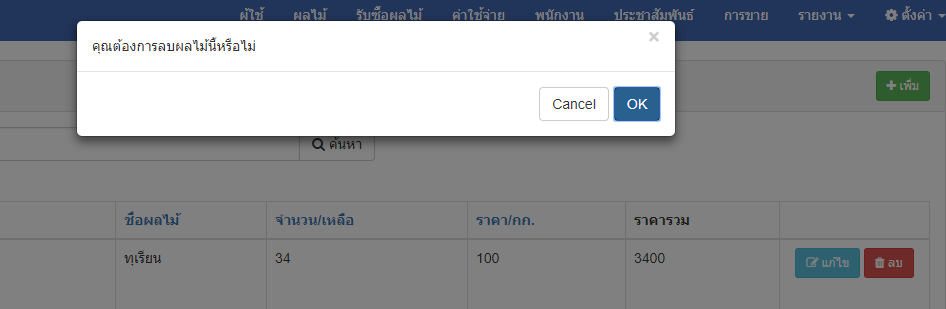 ผู้ใช้ ผลไม้ รับซื้อผลไม้ ค่าใช้จ่าย พนักงาน ประชาสัมพันธ์ การขาย รายงาน ตั้งค่า
คุณต้องการลบผลไม้นี้หรือไม่ ×
Cancel OK
เพิ่ม
ค้นหา
ชื่อผลไม้ จำนวน/เหลือ ราคา/กก. ราคารวม
ทุเรียน 34 100 3400 แก้ไข ลบ